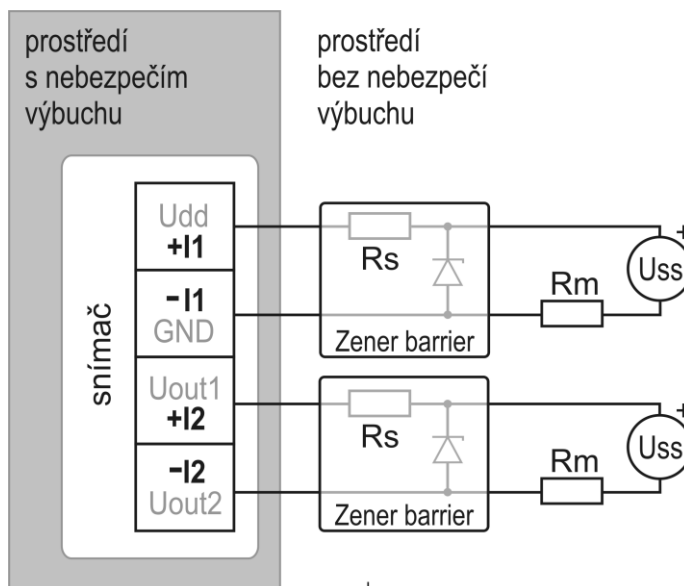 prostředí
s nebezpečím
výbuchu
prostředí
bez nebezpečí
výbuchu
snímač
Udd
+I1
-I1
GND
Uout1
+I2
-I2
Uout2
Rs
Zener barrier
Rm
+
Uss
Rs
Zener barrier
Rm
+
Uss